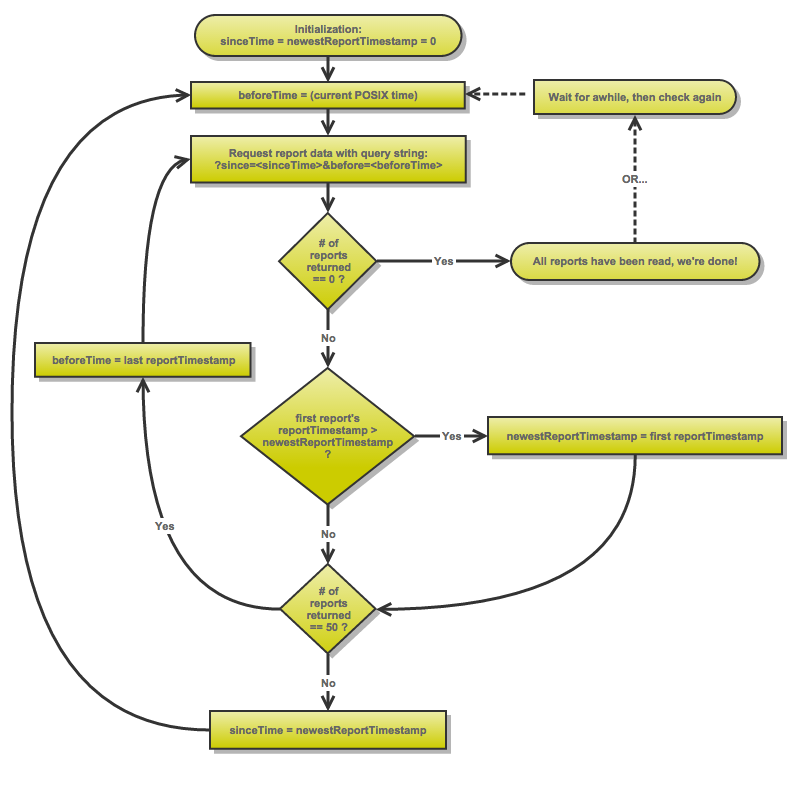 Initialization:
sinceTime = newestReportTimestamp = 0
beforeTime = (current POSIX time)
Wait for awhile, then check again
Request report data with query string:
?since=<sinceTime>&before=<beforeTime>
OR...
# of
reports
returned
== 0 ?
Yes
All reports have been read, we're done!
No
beforeTime = last reportTimestamp
first report's
reportTimestamp >
newestReportTimestamp
?
Yes
newestReportTimestamp = first reportTimestamp
Yes
No
# of
reports
returned
== 50 ?
No
sinceTime = newestReportTimestamp